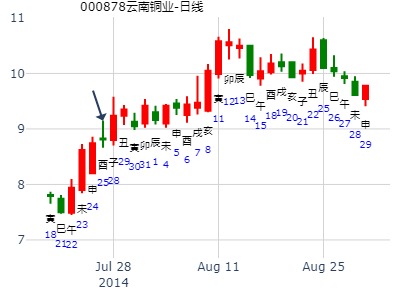 000878云南铜业-日线
11
10
9
8
7
寅
18
巳
21
午
22
未
23
申
24
酉
25
子
28
丑
29
寅
30
卯
31
辰
1
巳
4
申
5
酉
6
戌
7
亥
8
寅
11
卯
12
辰
13
巳
14
午
15
酉
18
戌
19
亥
20
子
21
丑
22
辰
25
巳
26
午
27
未
28
申
29
Jul 28
2014
Aug 11
Aug 25